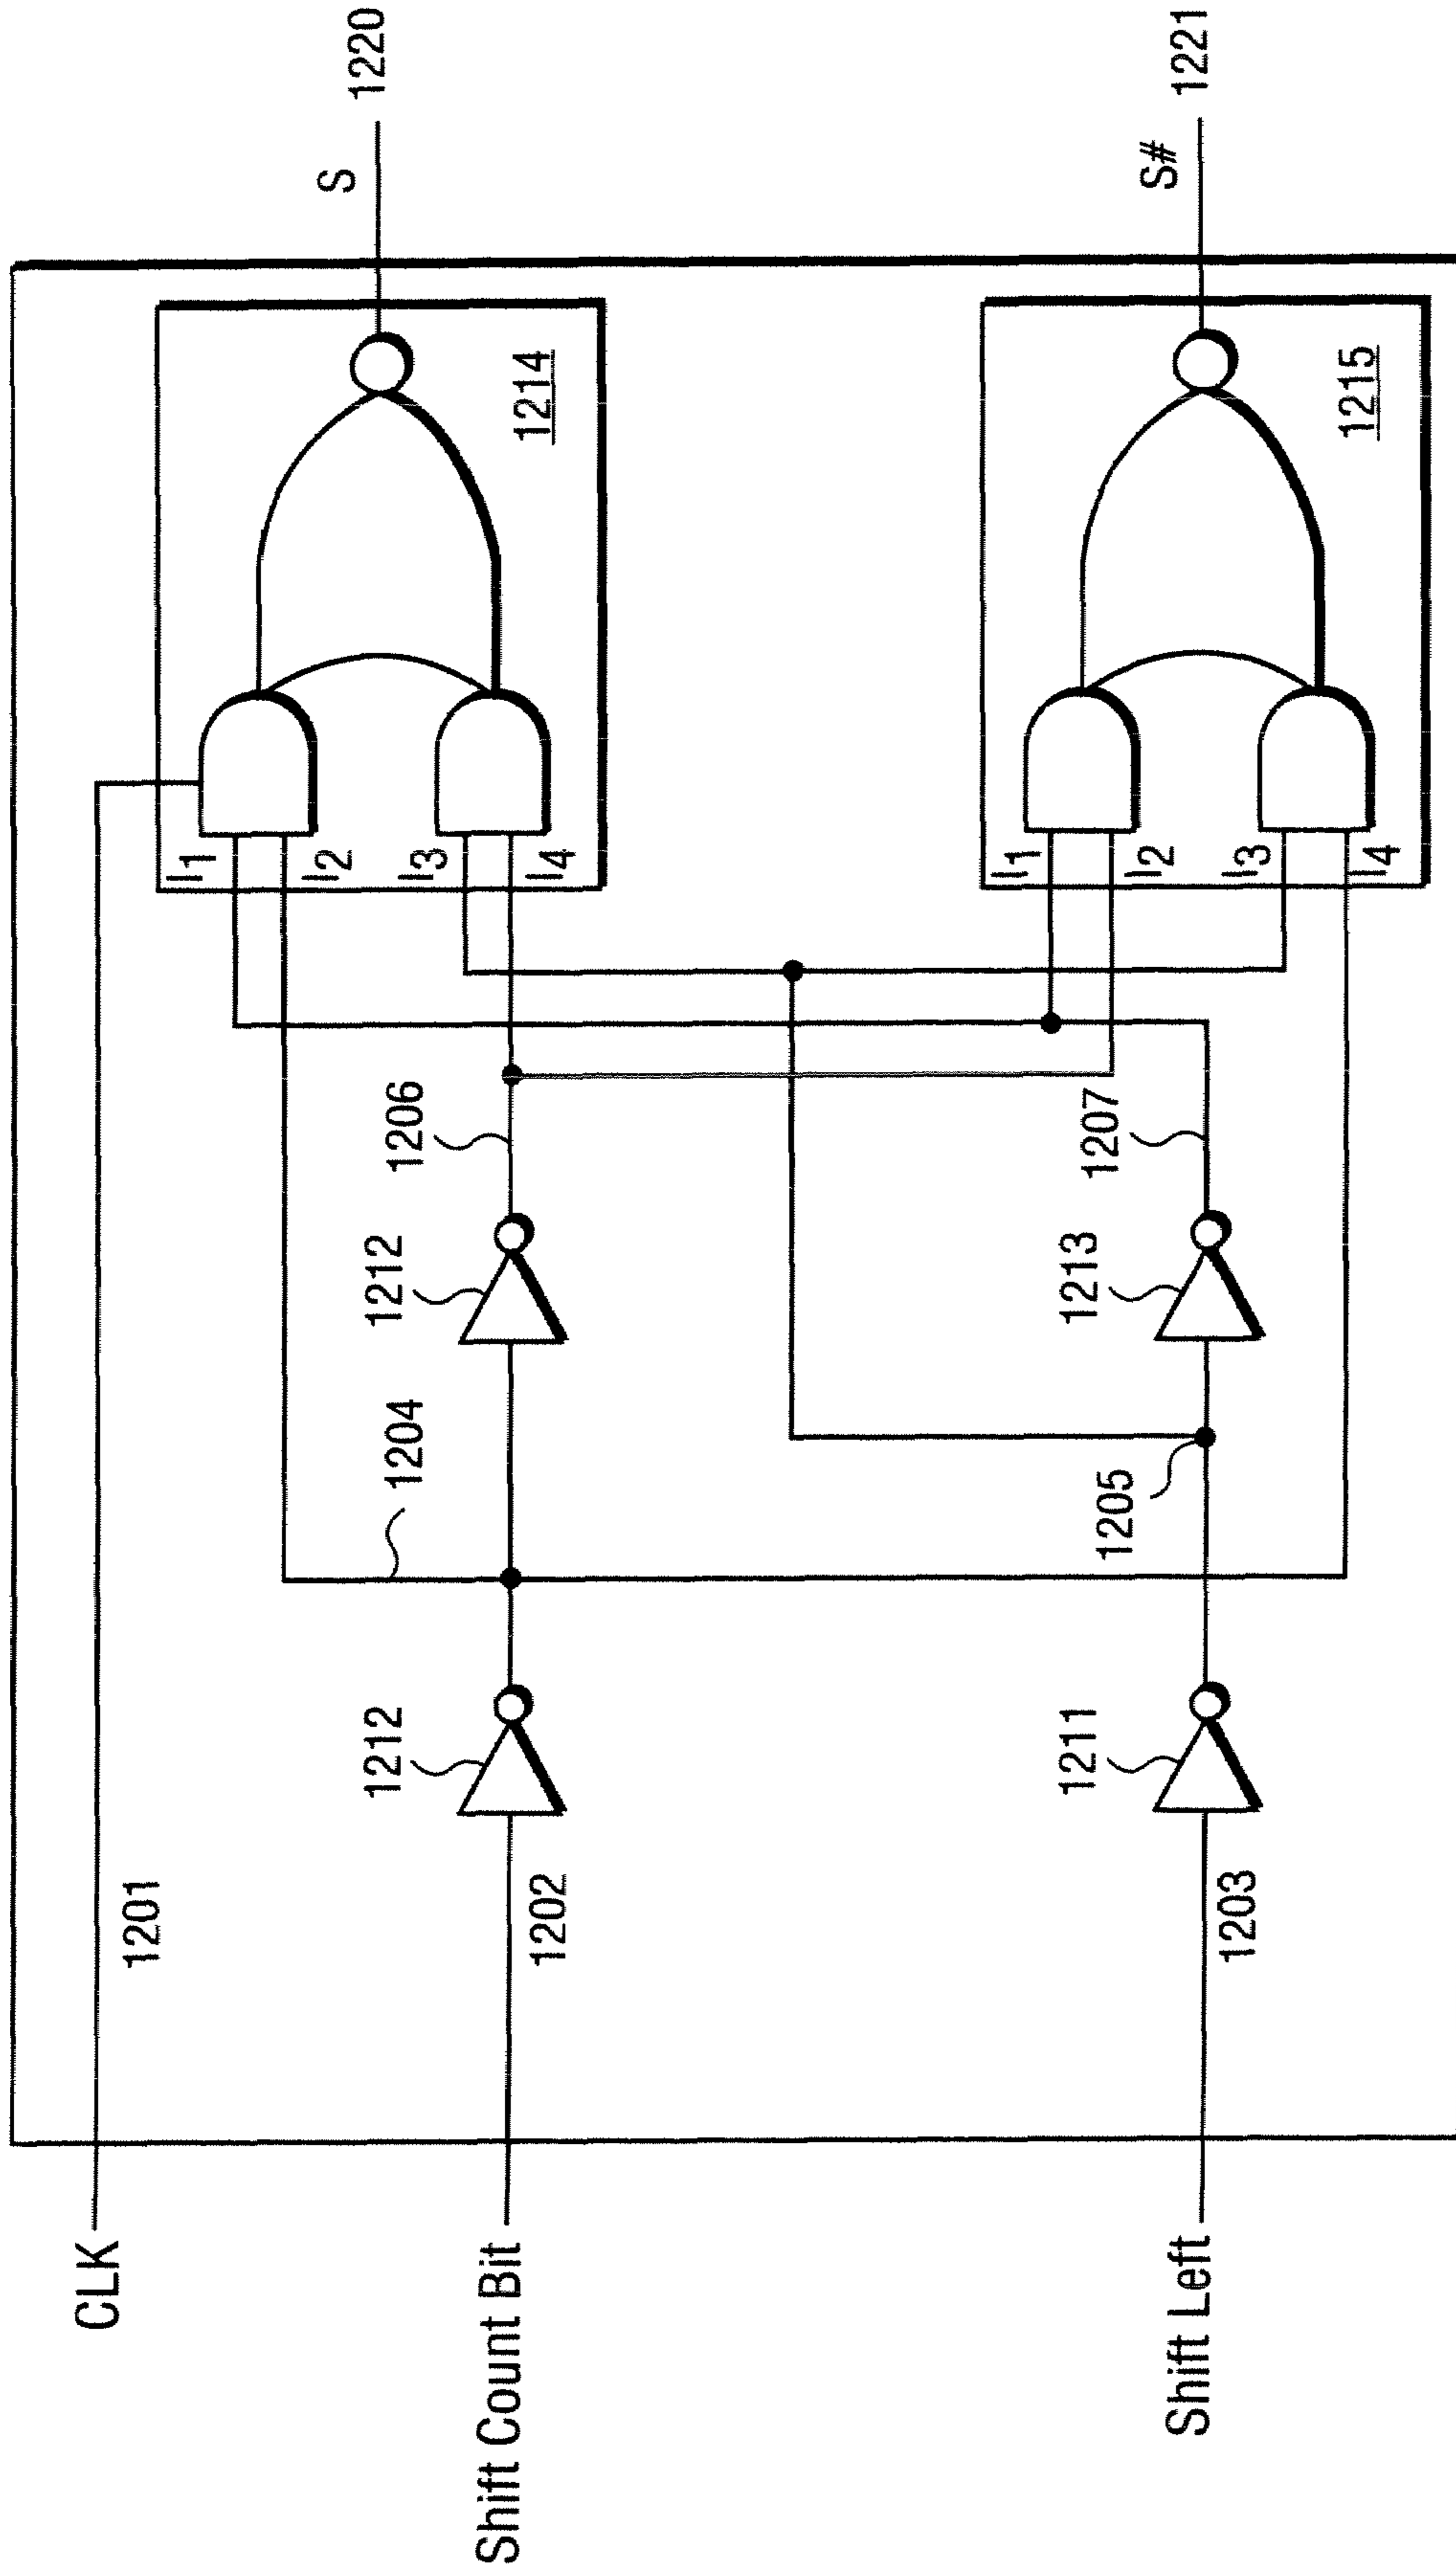 CLK
1201
Shift Count Bit
1202
1212
1204
1212
1206
I1
I2
I3
I4
1214
S
1220
Shift Left
1203
1211
1205
1213
1207
I1
I2
I3
I4
1215
S#
1221